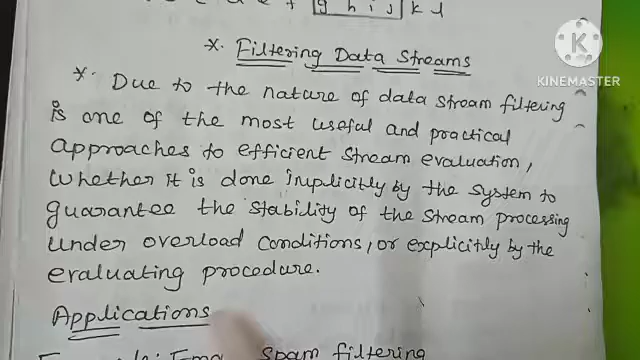 g h i j k l
* Filtering Data Streams
KINEMASTER
* Due to the nature of data stream filtering
is one of the most useful and practical
approaches to efficient stream evaluation,
whether it is done implicitly by the system to
guarantee the stability of the stream processing
under overload conditions, or explicitly by the
evaluating procedure.
Applications
spam filtering